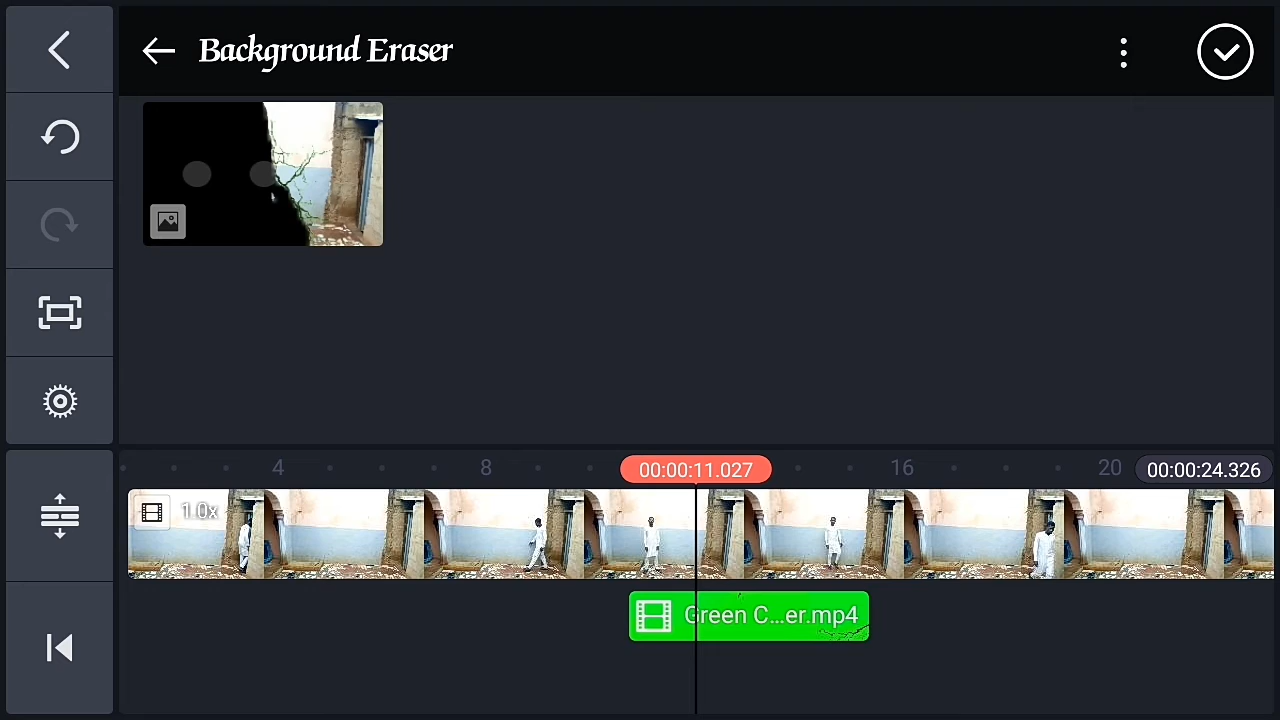 Background Eraser
4
8
00:00:11.027
16
20
00:00:24.326
1.0x
Green C...er.mp4